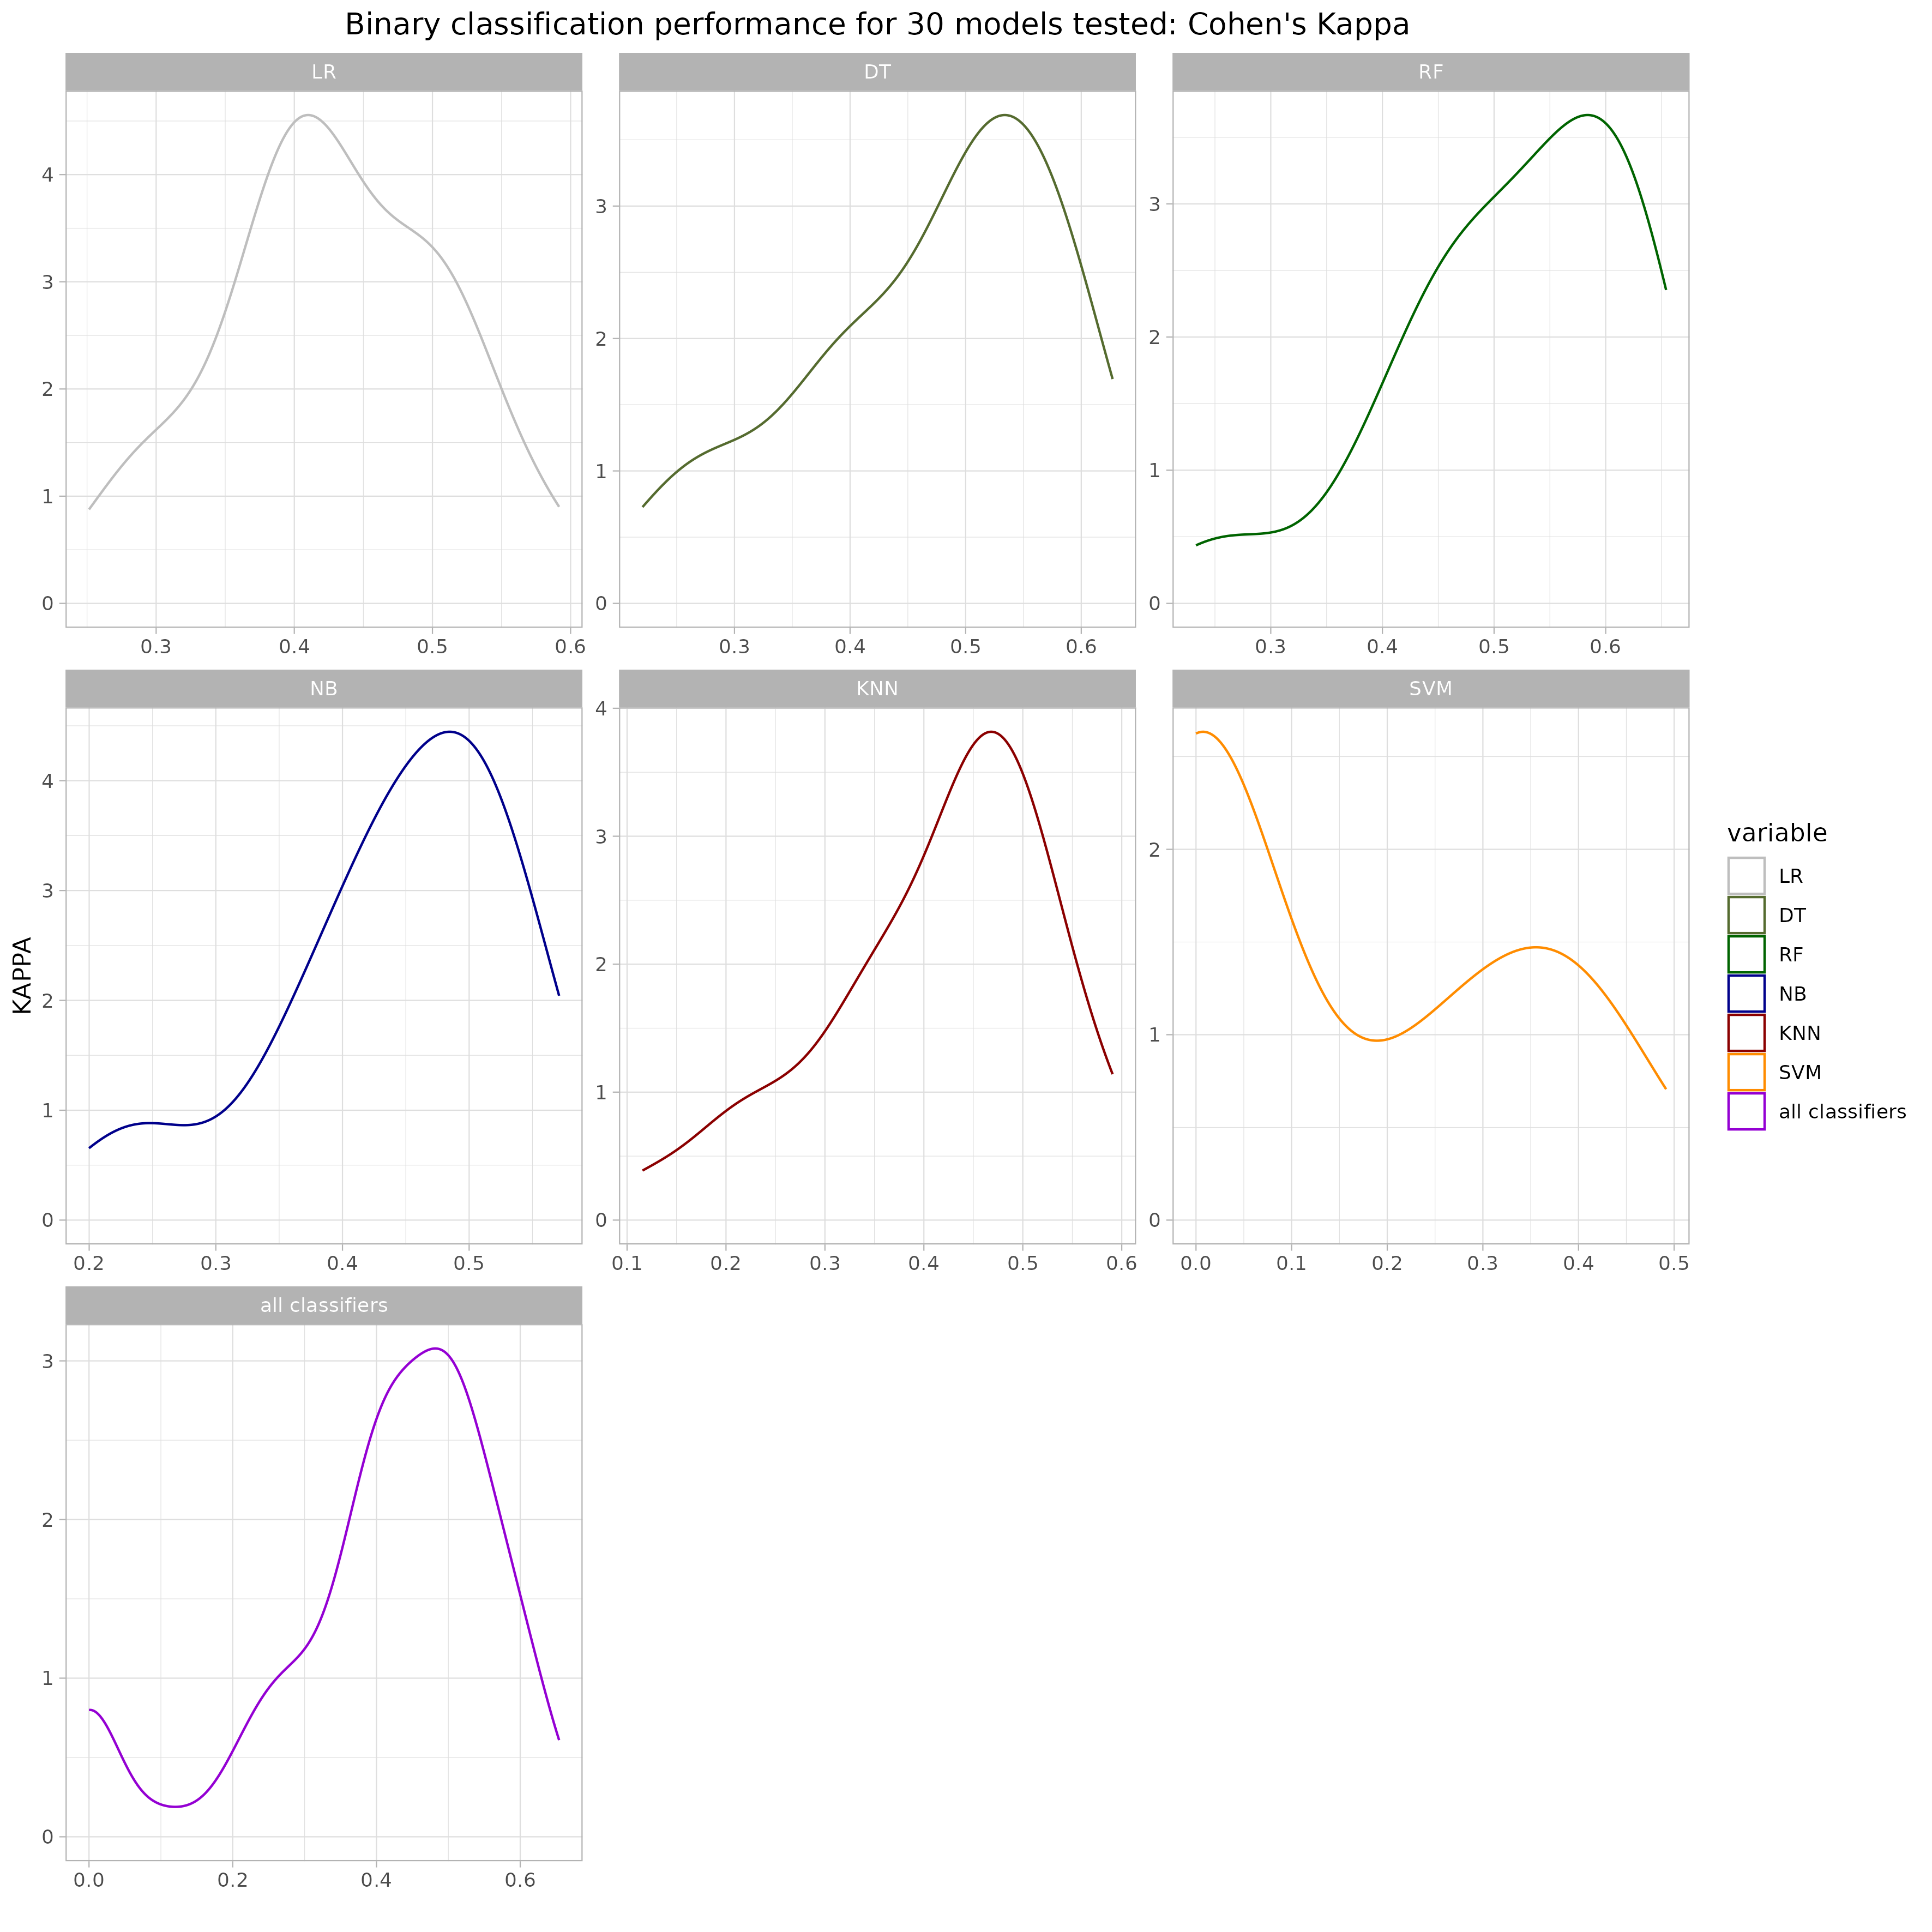 Binary classification performance for 30 models tested: Cohen's Kappa
LR
DT
RF
4
3
2
1
0
3
2
1
0
3
2
1
0
0.3 0.4 0.5 0.6
0.3 0.4 0.5 0.6
0.3 0.4 0.5 0.6
NB
KNN
SVM
4
3
2
1
0
4
3
2
1
0
2
1
0
0.2 0.3 0.4 0.5
0.1 0.2 0.3 0.4 0.5 0.6
0.0 0.1 0.2 0.3 0.4 0.5
KAPPA
all classifiers
3
2
1
0
0.0 0.2 0.4 0.6
variable
LR
DT
RF
NB
KNN
SVM
all classifiers